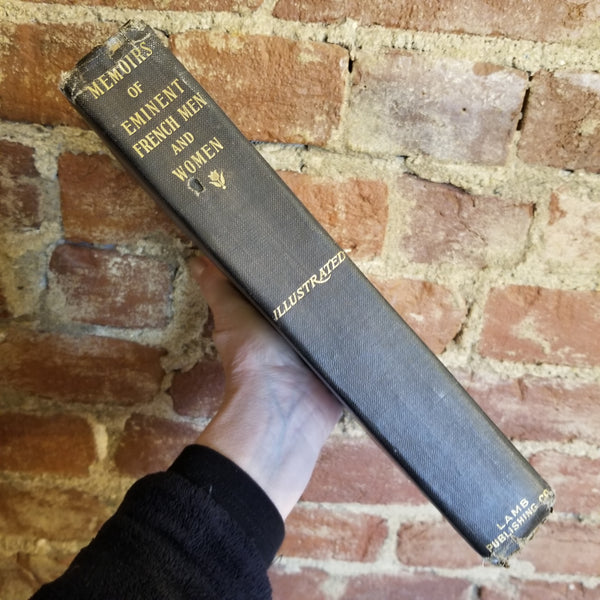 MEMOIRS
OF
EMINENT
FRENCH MEN
AND
WOMEN
ILLUSTRATED
LAMB
PUBLISHING CO.